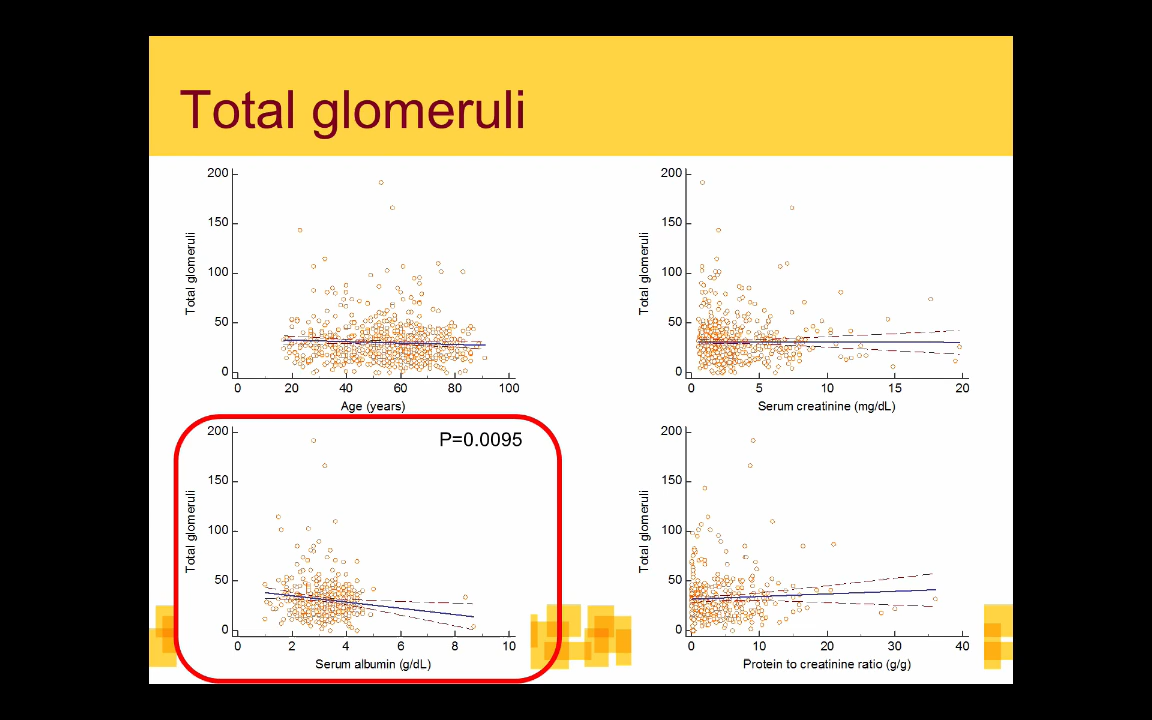 Total glomeruli
200
150
100
50
0
Total glomeruli
0 20 40 60 80 100
Age (years)
200
150
100
50
0
Total glomeruli
0 5 10 15 20
Serum creatinine (mg/dL)
P=0.0095
200
150
100
50
0
Total glomeruli
0 2 4 6 8 10
Serum albumin (g/dL)
200
150
100
50
0
Total glomeruli
0 10 20 30 40
Protein to creatinine ratio (g/g)